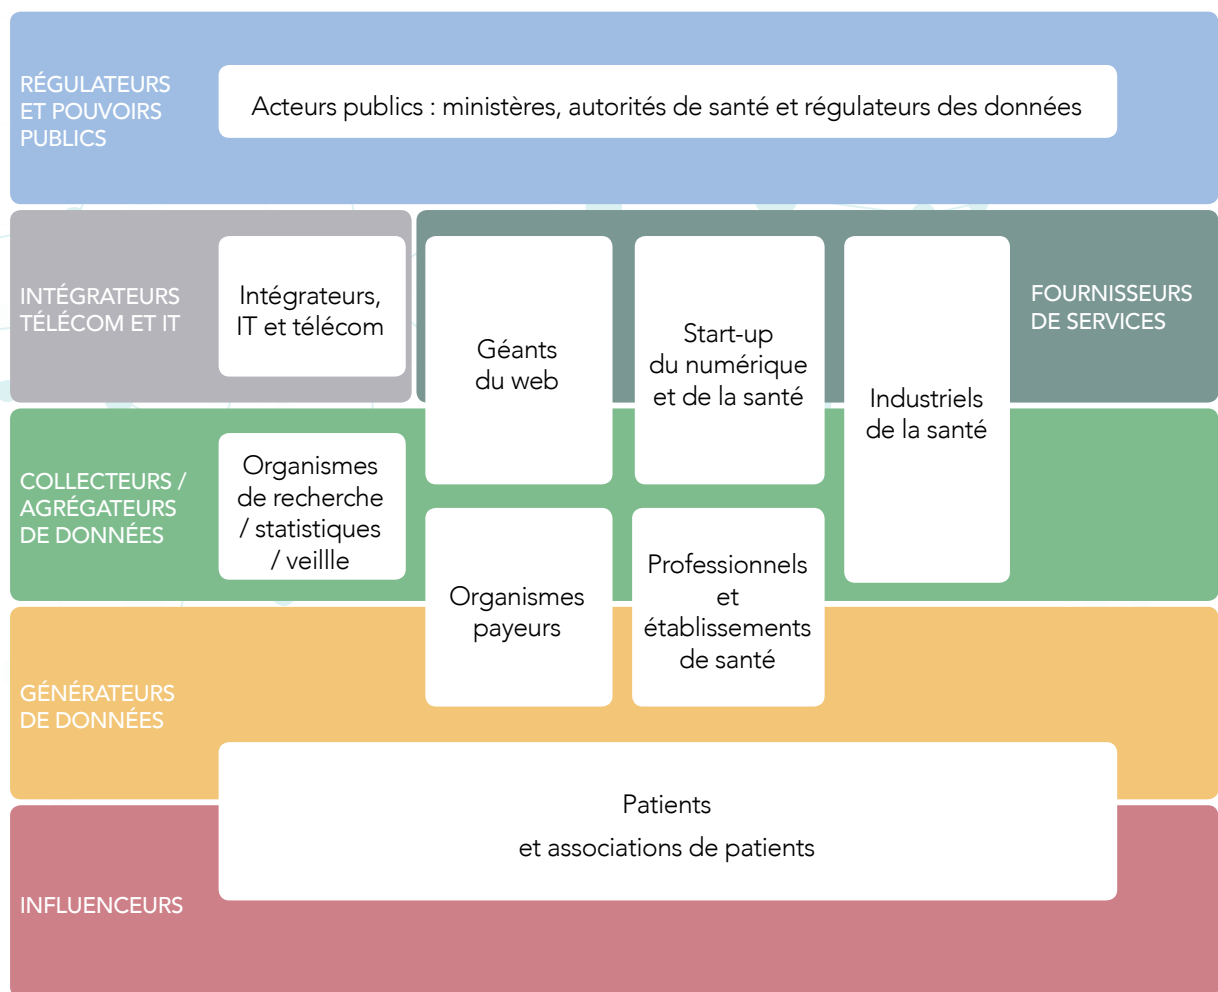 RÉGULATEURS
ET POUVOIRS
PUBLICS
Acteurs publics : ministères, autorités de santé et régulateurs des données
INTÉGRATEURS
TÉLÉCOM ET IT
Intégrateurs,
IT et télécom
Géants
du web
Start-up
du numérique
et de la santé
Industriels
de la santé
FOURNISSEURS
DE SERVICES
COLLECTEURS /
AGRÉGATEURS
DE DONNÉES
Organismes
de recherche
/ statistiques
/ veillle
Organismes
payeurs
Professionnels
et
établissements
de santé
GÉNÉRATEURS
DE DONNÉES
Patients
et associations de patients
INFLUENCEURS